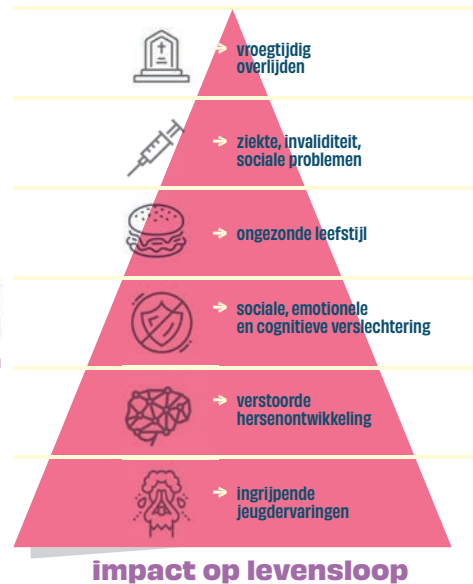 vroegtijdig
overlijden
ziekte, invaliditeit,
sociale problemen
ongezonde leefstijl
sociale, emotionele
en cognitieve verslechtering
verstoorde
hersenontwikkeling
ingrijpende
jeugdervaringen
impact op levensloop